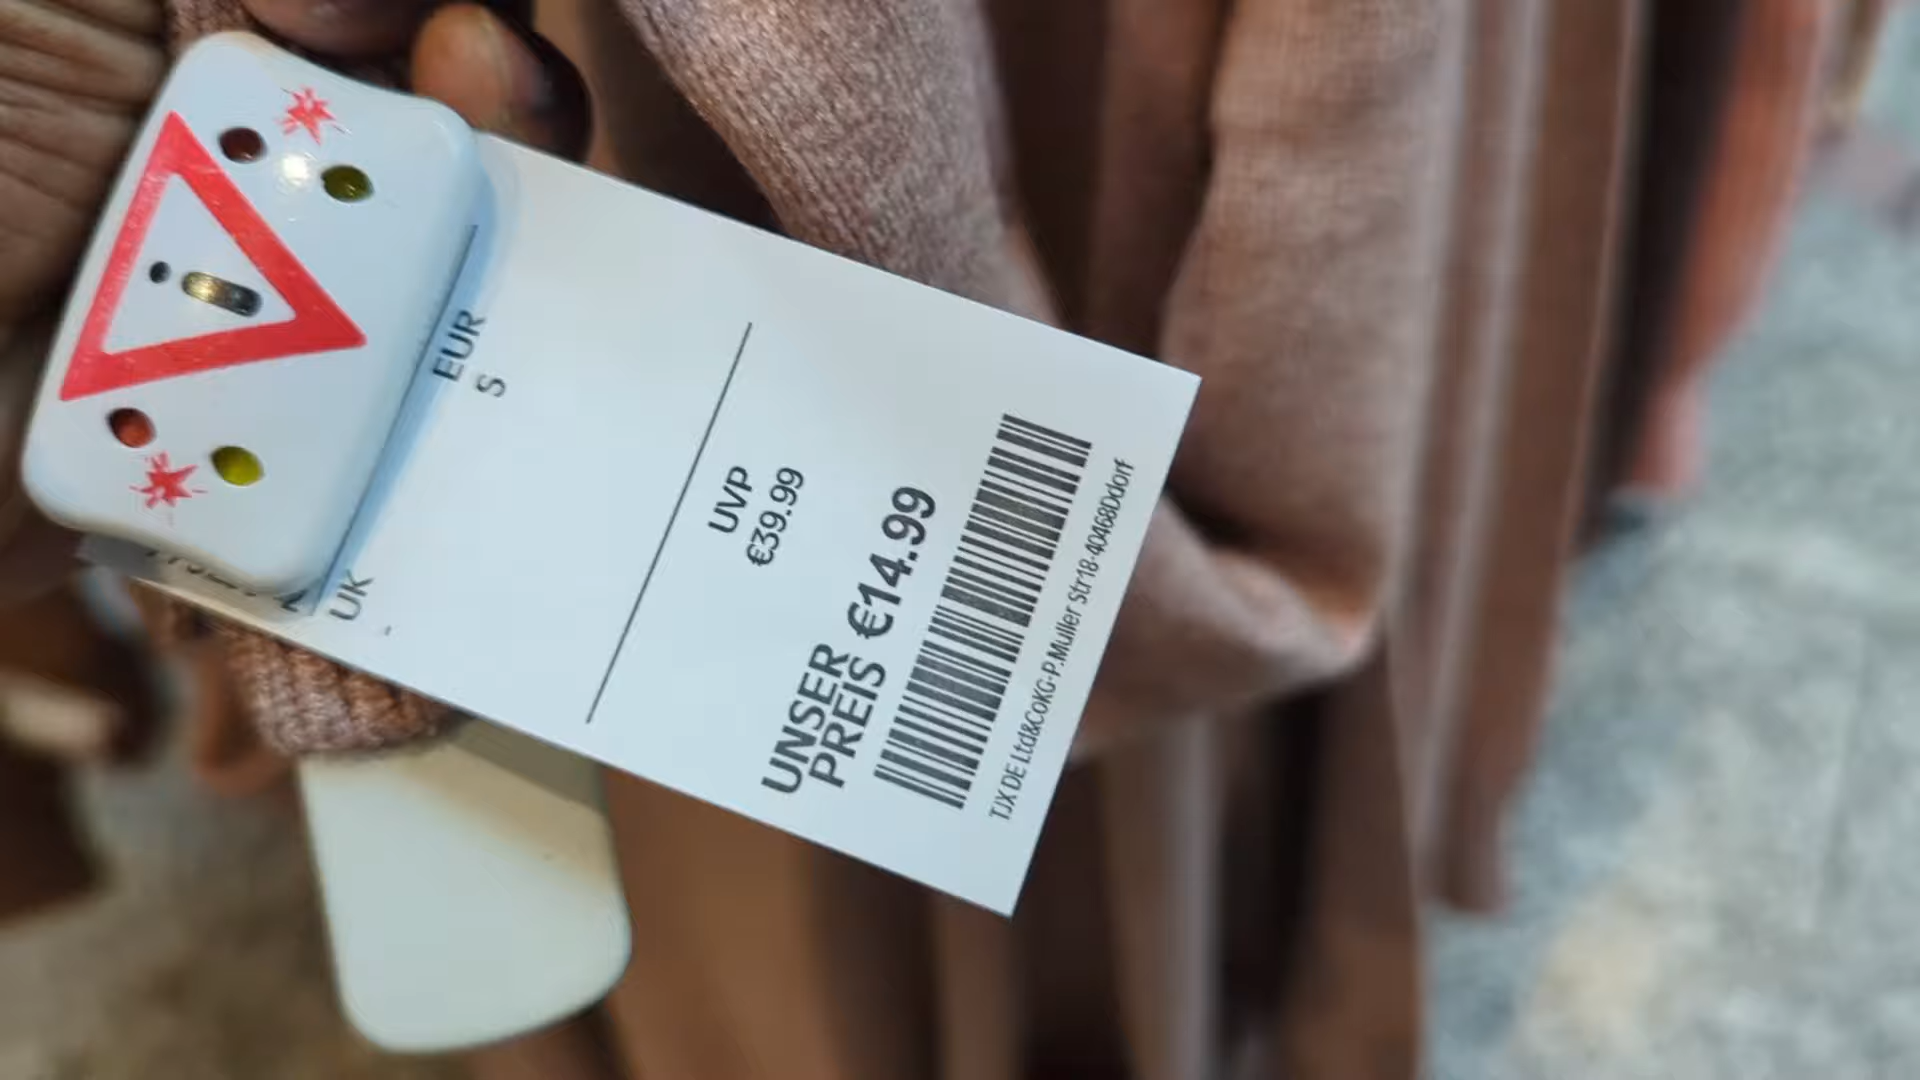 UK
EUR
S
UVP
€39.99
UNSER
PREIS €14.99
TJX DE Ltd&CoKG-P.Muller Str18-40468Ddorf